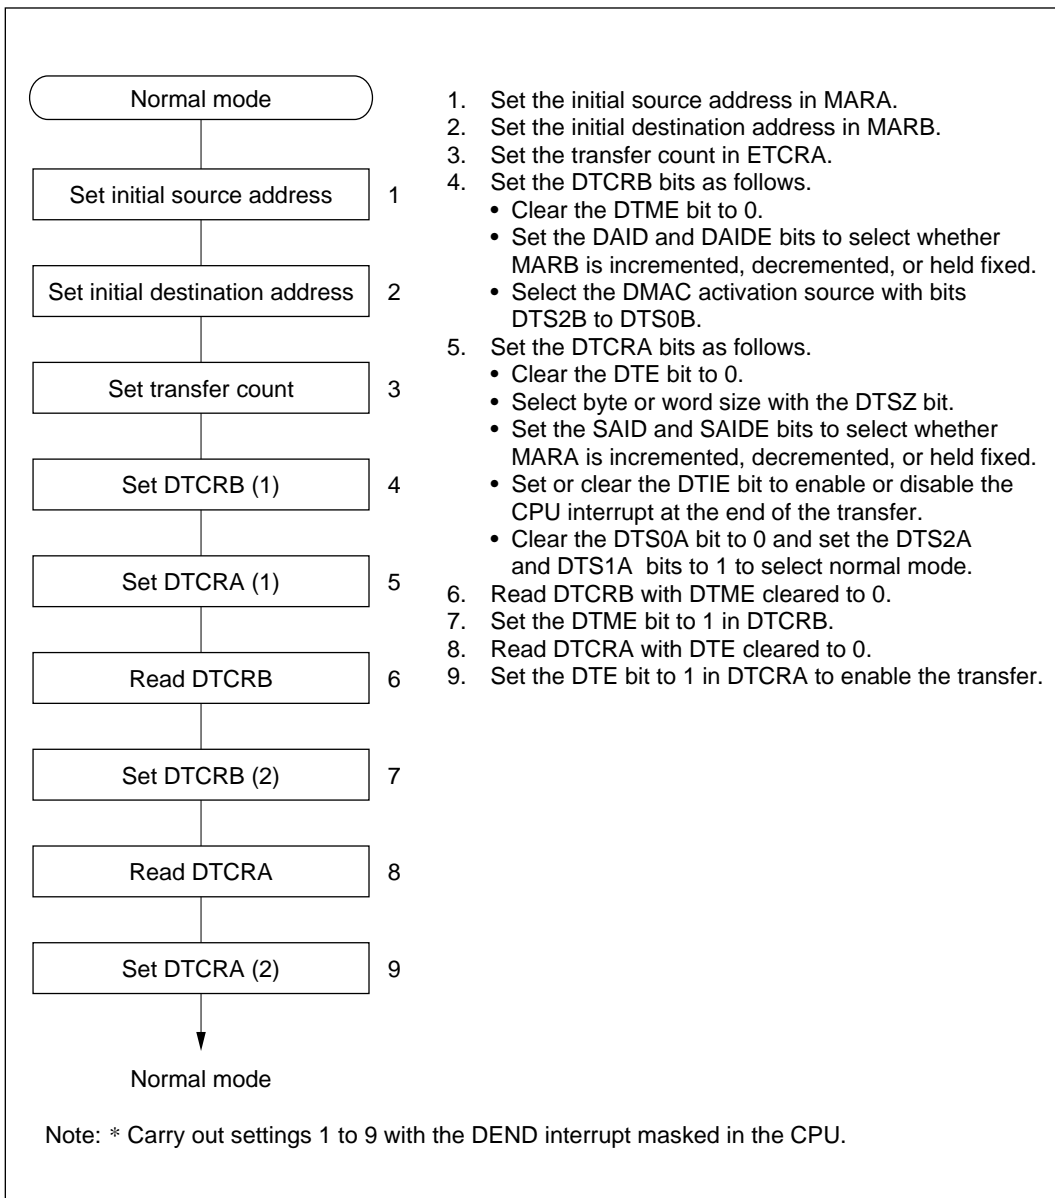 Normal mode
Set initial source address 1
Set initial destination address 2
Set transfer count 3
Set DTCRB (1) 4
Set DTCRA (1) 5
Read DTCRB 6
Set DTCRB (2) 7
Read DTCRA 8
Set DTCRA (2) 9
Normal mode
1. Set the initial source address in MARA.
2. Set the initial destination address in MARB.
3. Set the transfer count in ETCRA.
4. Set the DTCRB bits as follows.
• Clear the DTME bit to 0.
• Set the DAID and DAIDE bits to select whether
MARB is incremented, decremented, or held fixed.
• Select the DMAC activation source with bits
DTS2B to DTS0B.
5. Set the DTCRA bits as follows.
• Clear the DTE bit to 0.
• Select byte or word size with the DTSZ bit.
• Set the SAID and SAIDE bits to select whether
MARA is incremented, decremented, or held fixed.
• Set or clear the DTIE bit to enable or disable the
CPU interrupt at the end of the transfer.
• Clear the DTS0A bit to 0 and set the DTS2A
and DTS1A bits to 1 to select normal mode.
6. Read DTCRB with DTME cleared to 0.
7. Set the DTME bit to 1 in DTCRB.
8. Read DTCRA with DTE cleared to 0.
9. Set the DTE bit to 1 in DTCRA to enable the transfer.
Note: * Carry out settings 1 to 9 with the DEND interrupt masked in the CPU.